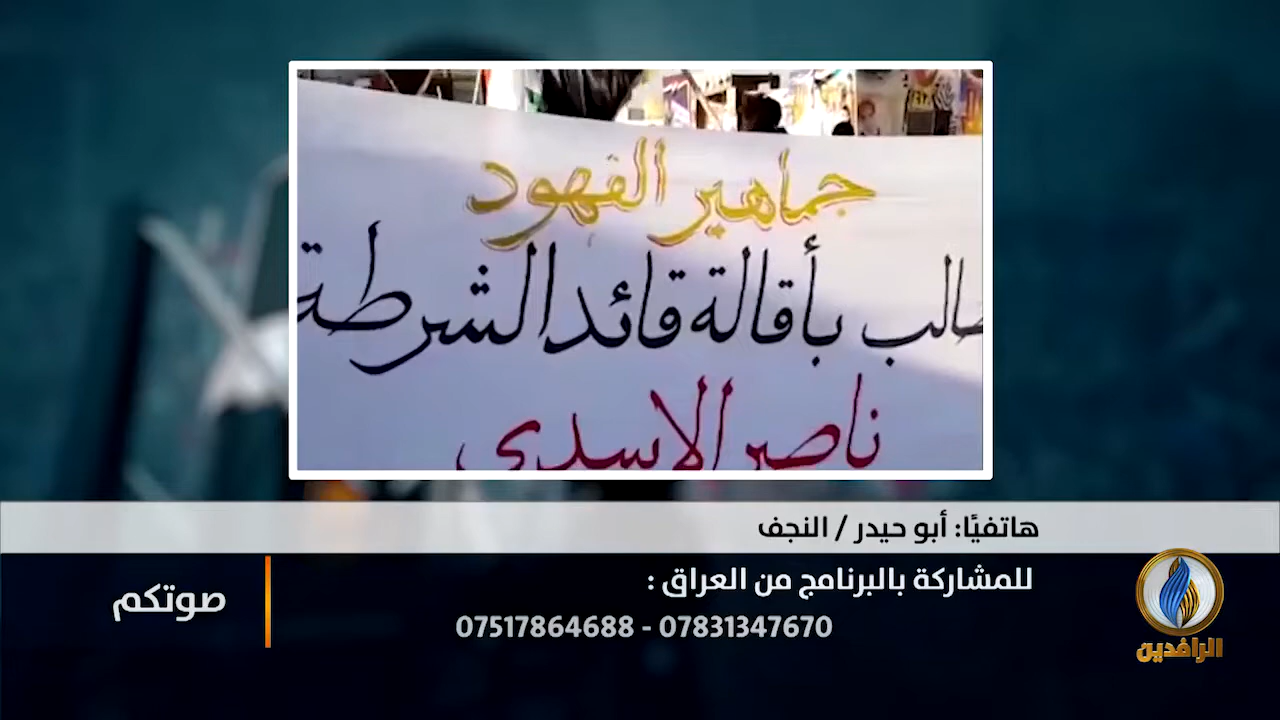 جماهير الفهود
بأقالة قائد الشرطة
ناصر الاسدي
هاتفيًا: أبو حيدر / النجف
للمشاركة بالبرنامج من العراق :
07517864688 - 07831347670
صوتكم
الرافدين